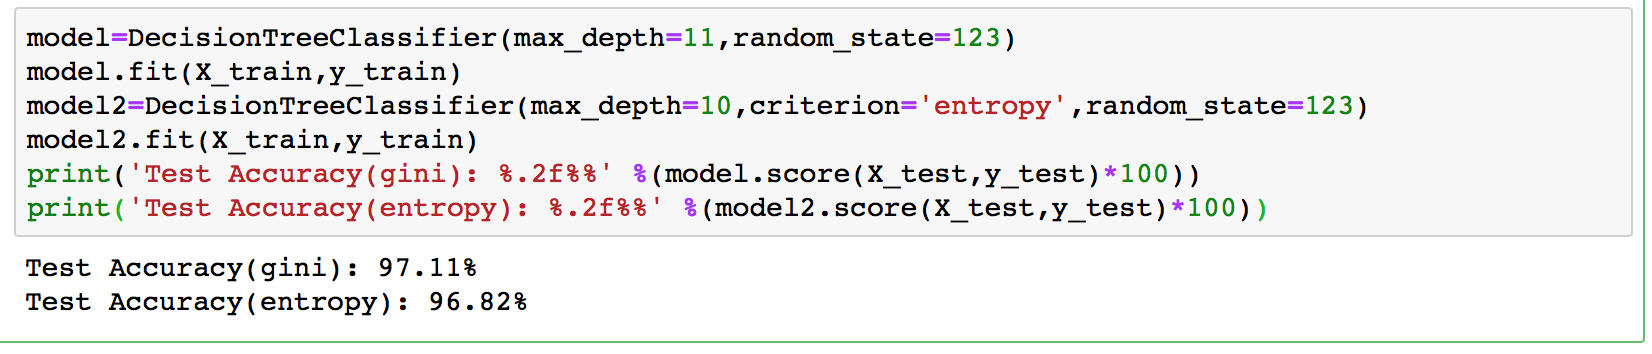 model=DecisionTreeClassifier(max_depth=11,random_state=123)
model.fit(X_train,y_train)
model2=DecisionTreeClassifier(max_depth=10,criterion='entropy',random_state=123)
model2.fit(X_train,y_train)
print('Test Accuracy(gini): %.2f%%' %(model.score(X_test,y_test)*100))
print('Test Accuracy(entropy): %.2f%%' %(model2.score(X_test,y_test)*100))
Test Accuracy(gini): 97.11%
Test Accuracy(entropy): 96.82%